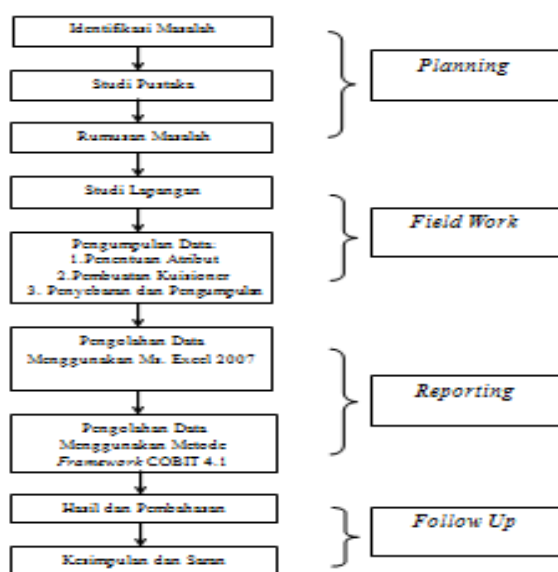 Identifikasi Masalah
Studi Pustaka
Rumusan Masalah
Planning
Studi Lapangan
Pengumpulan Data:
1.Penentuan Atribut
2.Pembuatan Kuisioner
3. Penyebaran dan Pengumpulan
Field Work
Pengolahan Data
Menggunakan Ms. Excel 2007
Pengolahan Data
Menggunakan Metode
Framework COBIT 4.1
Reporting
Hasil dan Pembahasan
Kesimpulan dan Saran
Follow Up